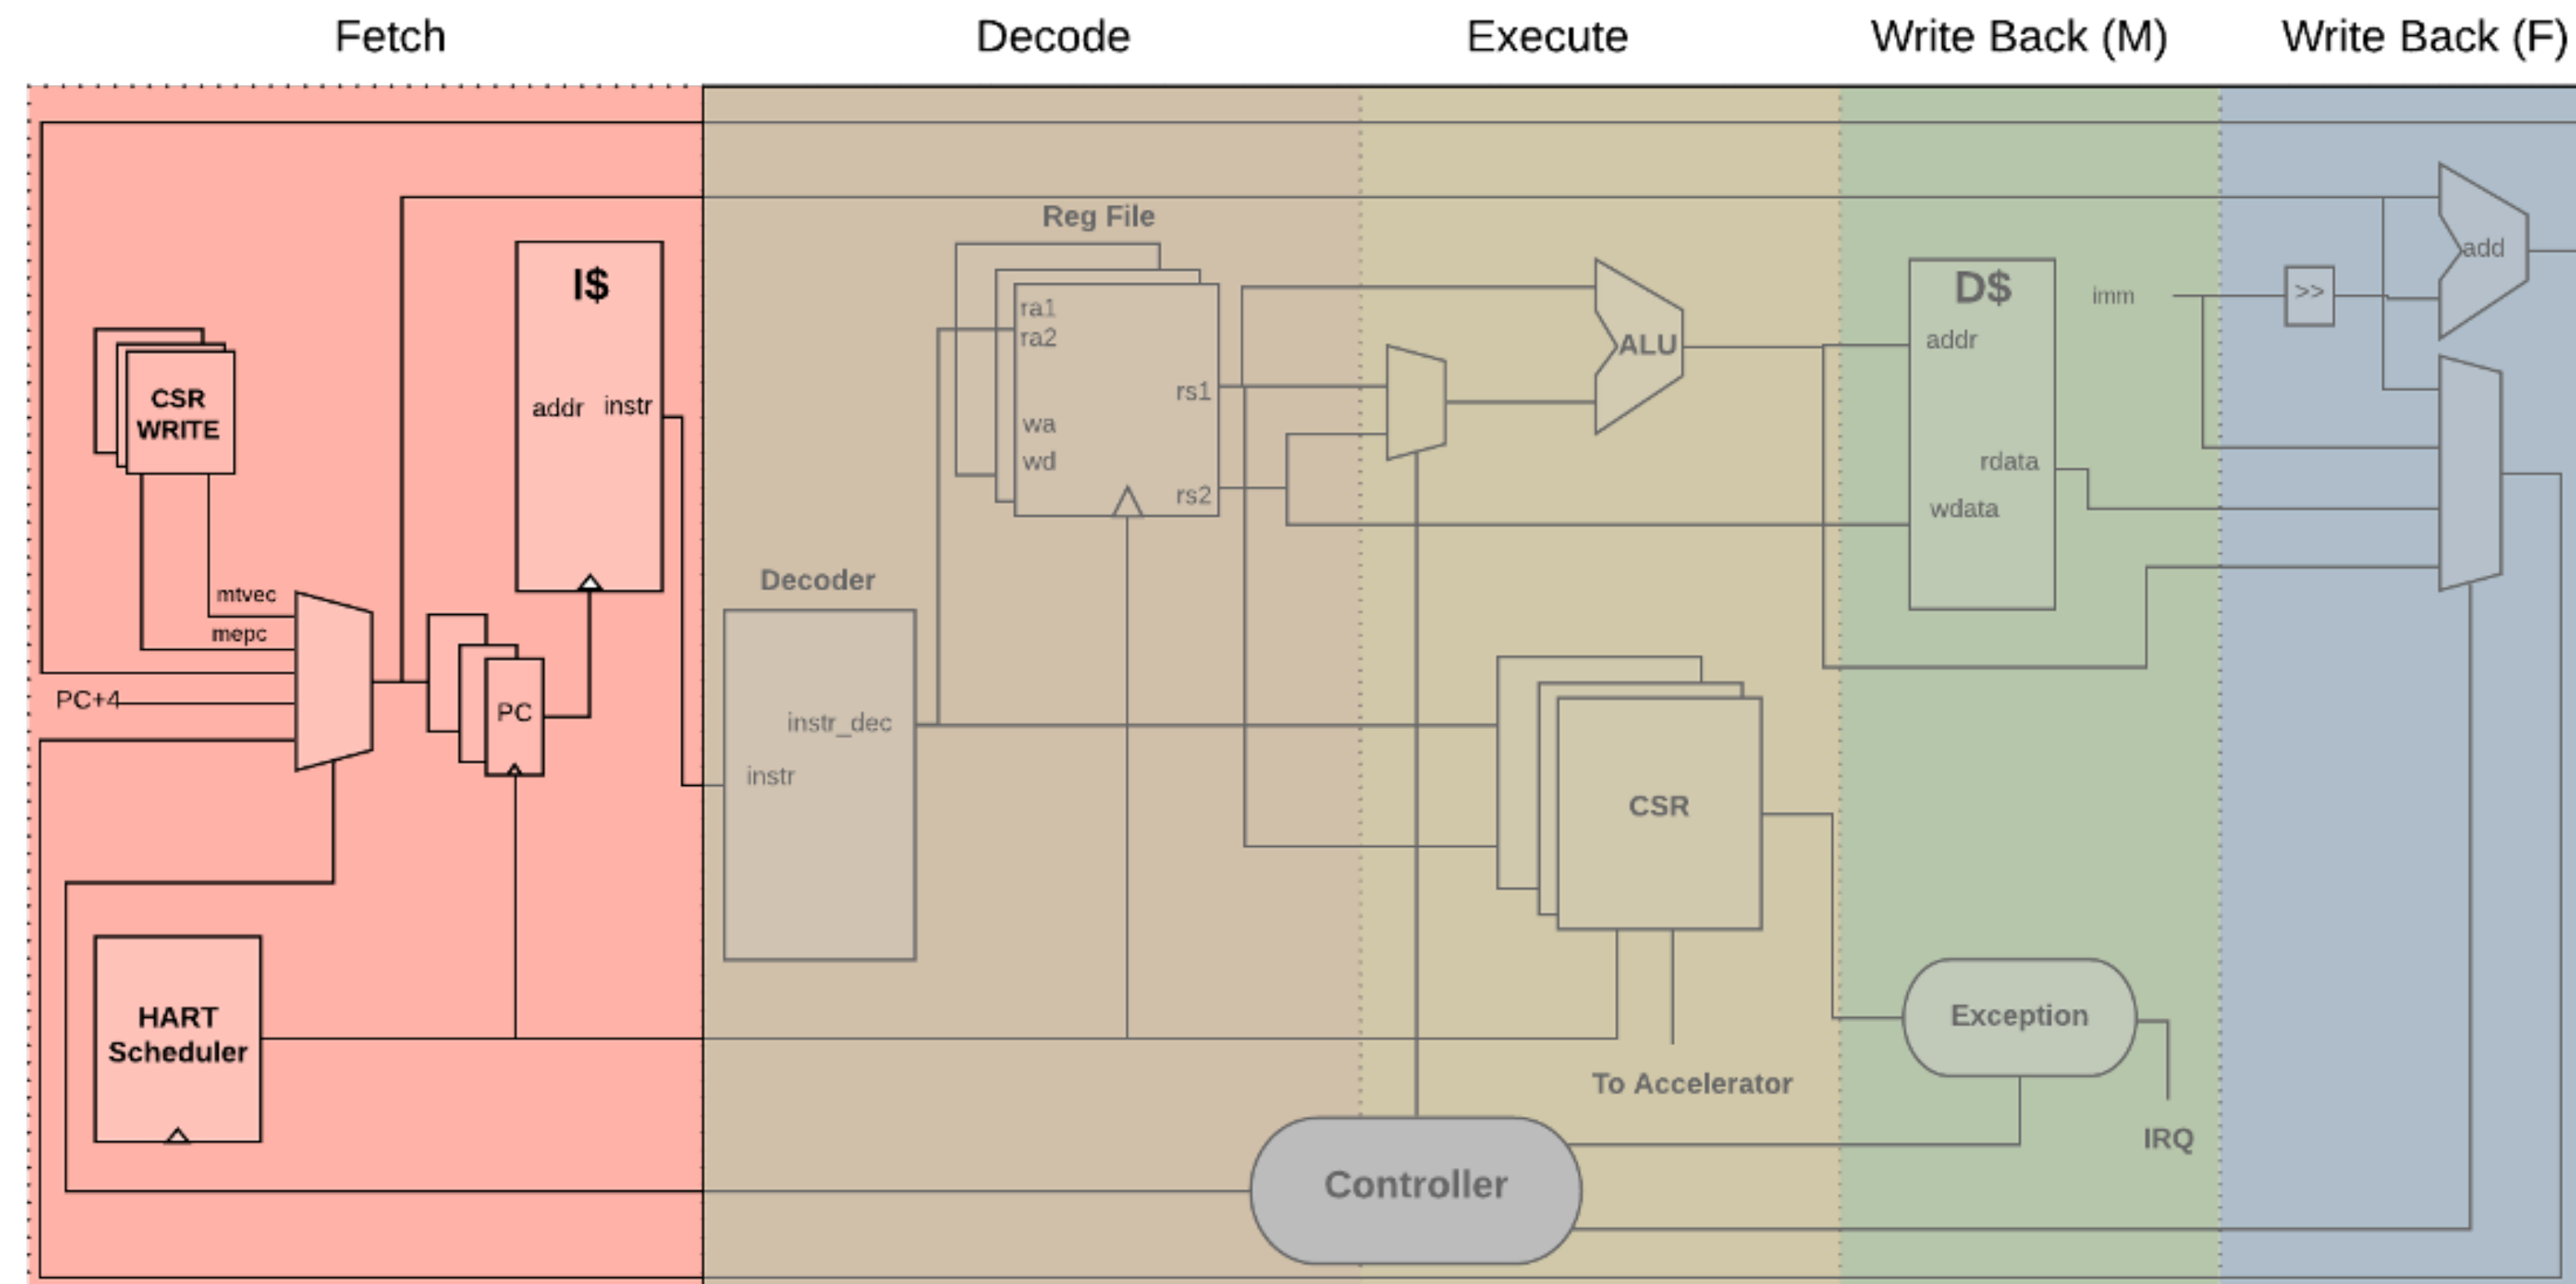 Fetch
Decode
Execute
Write Back (M)
Write Back (F)
CSR
WRITE
mtvec
mepc
PC+4
I$
addr instr
PC
HART
Scheduler
Reg File
ra1
ra2
rs1
wa
wd
rs2
Decoder
instr_dec
instr
ALU
CSR
To Accelerator
Controller
D$
addr
rdata
wdata
imm
Exception
IRQ
>>
add